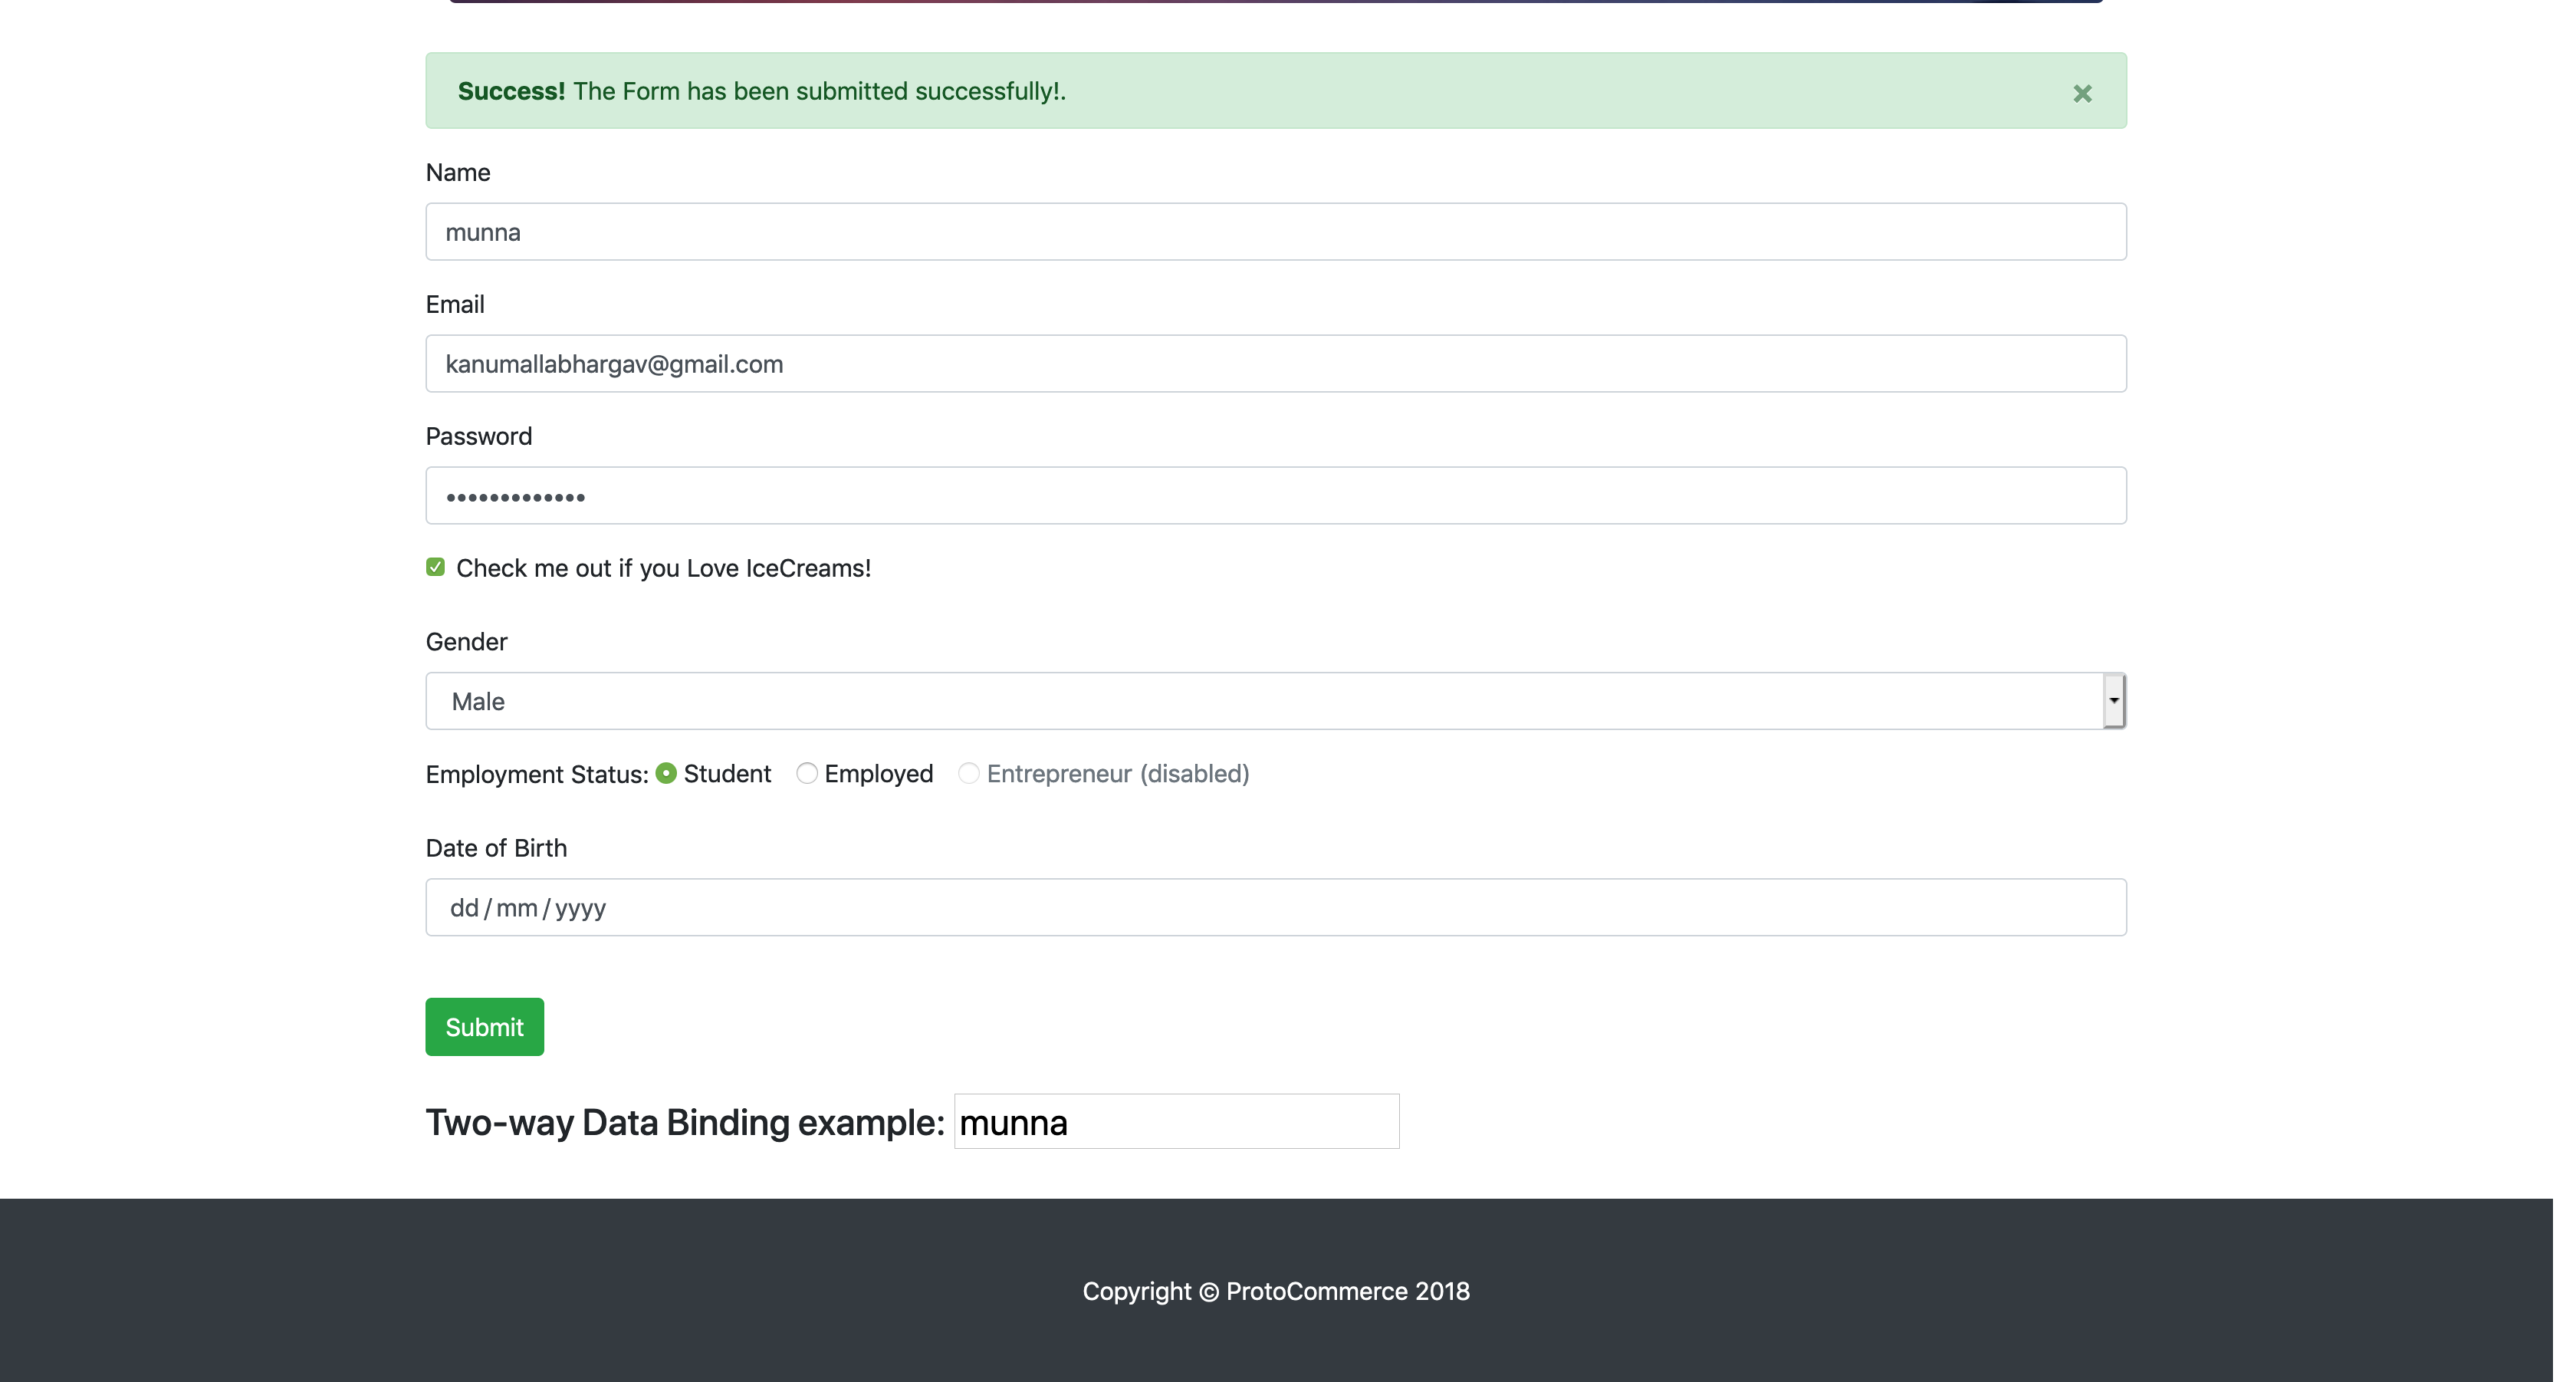 Success! The Form has been submitted successfully!. ×
Name
munna
Email
kanumallabhargav@gmail.com
Password
•••••••••••••
Check me out if you Love IceCreams!
Gender
Male
Employment Status: Student Employed Entrepreneur (disabled)
Date of Birth
dd/mm/yyyy
Submit
Two-way Data Binding example: munna
Copyright © ProtoCommerce 2018